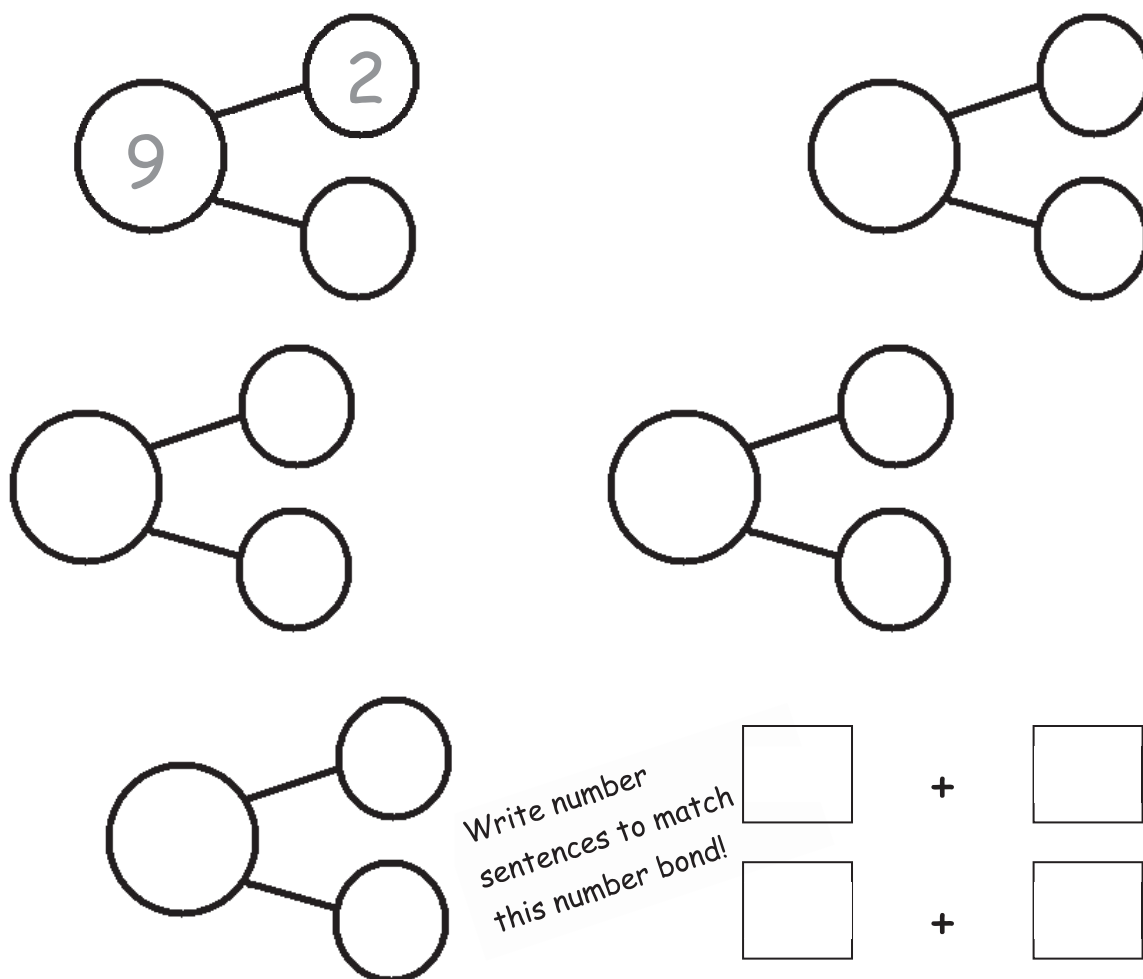 2
9
Write number
sentences to match
this number bond!
+
+